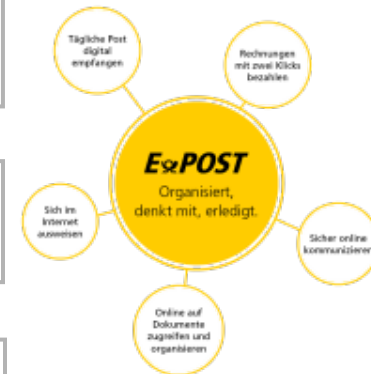 Tägliche Post
digital
empfangen
Rechnungen
mit zwei Klicks
bezahlen
E POST
Organisiert,
denkt mit, erledigt.
Sich im
Internet
ausweisen
Sicher online
kommunizieren
Online auf
Dokumente
zugreifen und
organisieren